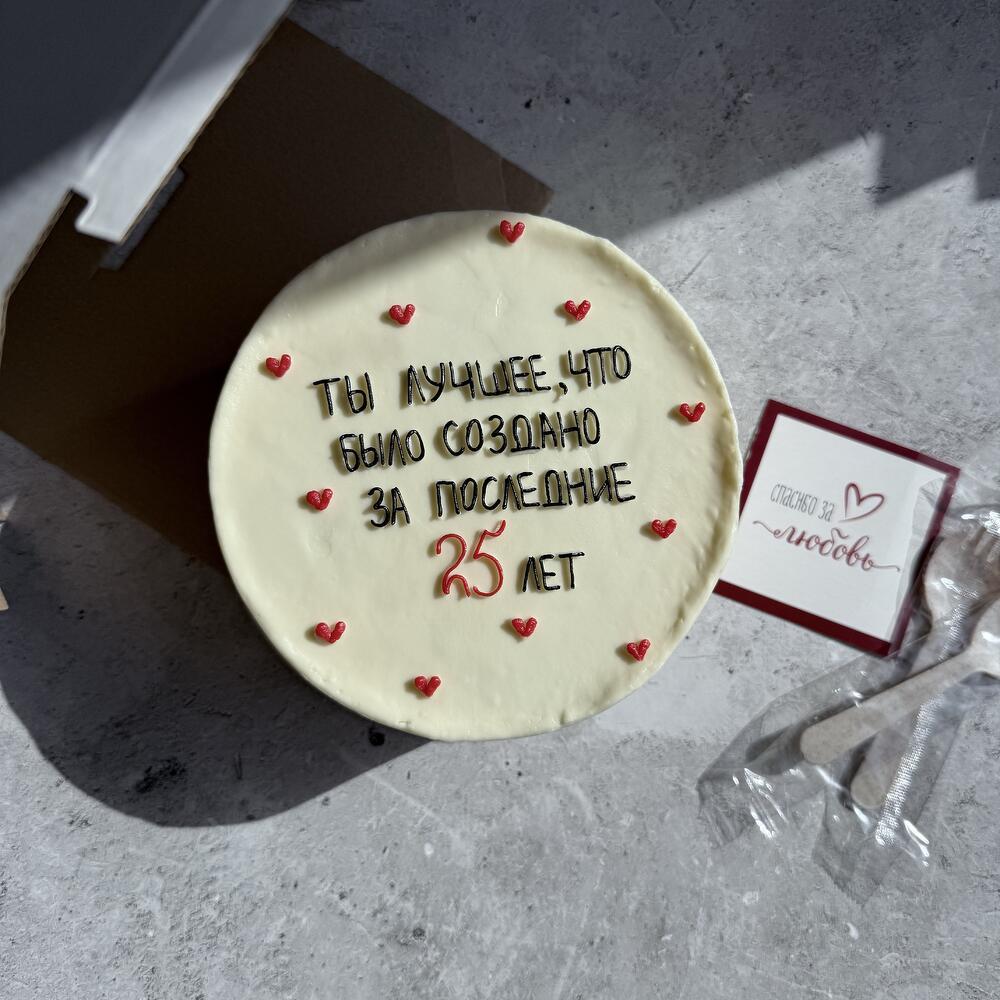 ТЫ ЛУЧШЕЕ, ЧТО
БЫЛО СОЗДАНО
ЗА ПОСЛЕДНИЕ
25 ЛЕТ
спасибо за
любовь